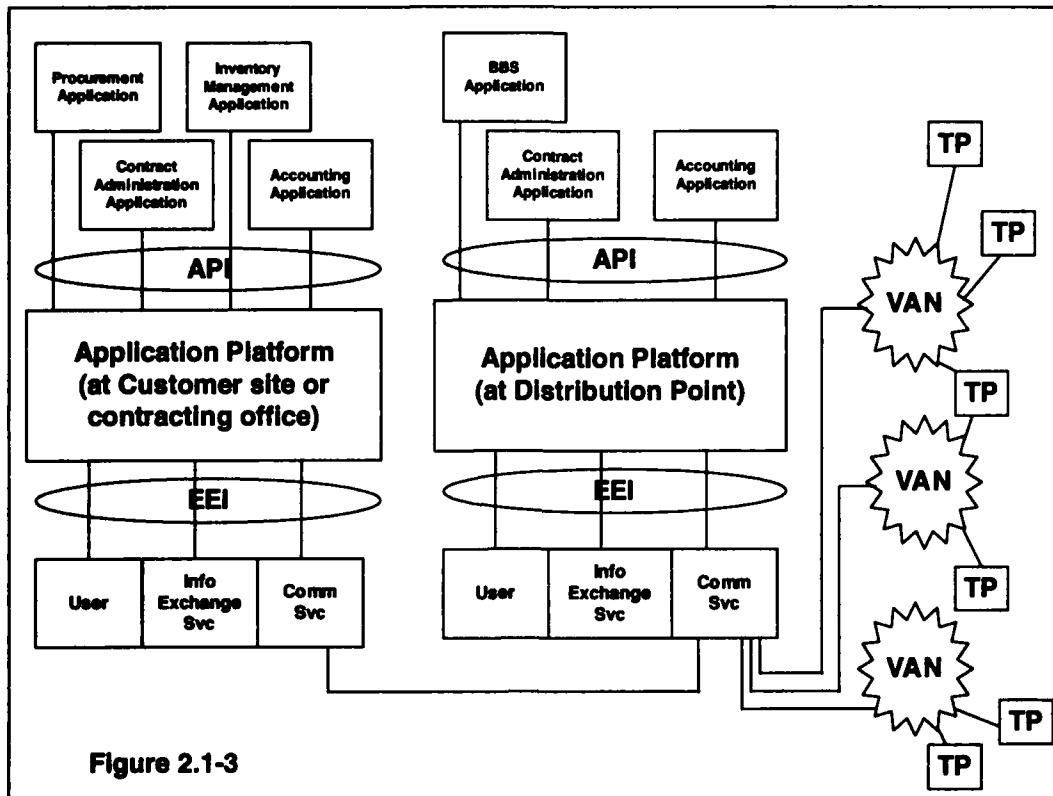 Procurement
Application
Inventory
Management
Application
BBS
Application
Contract
Administration
Application
Accounting
Application
Contract
Administration
Application
Accounting
Application
API
API
Application Platform
(at Customer site or
contracting office)
Application Platform
(at Distribution Point)
EEI
EEI
User
Info
Exchange
Svc
Comm
Svc
User
Info
Exchange
Svc
Comm
Svc
TP
TP
VAN
TP
VAN
TP
VAN
TP
TP
Figure 2.1-3